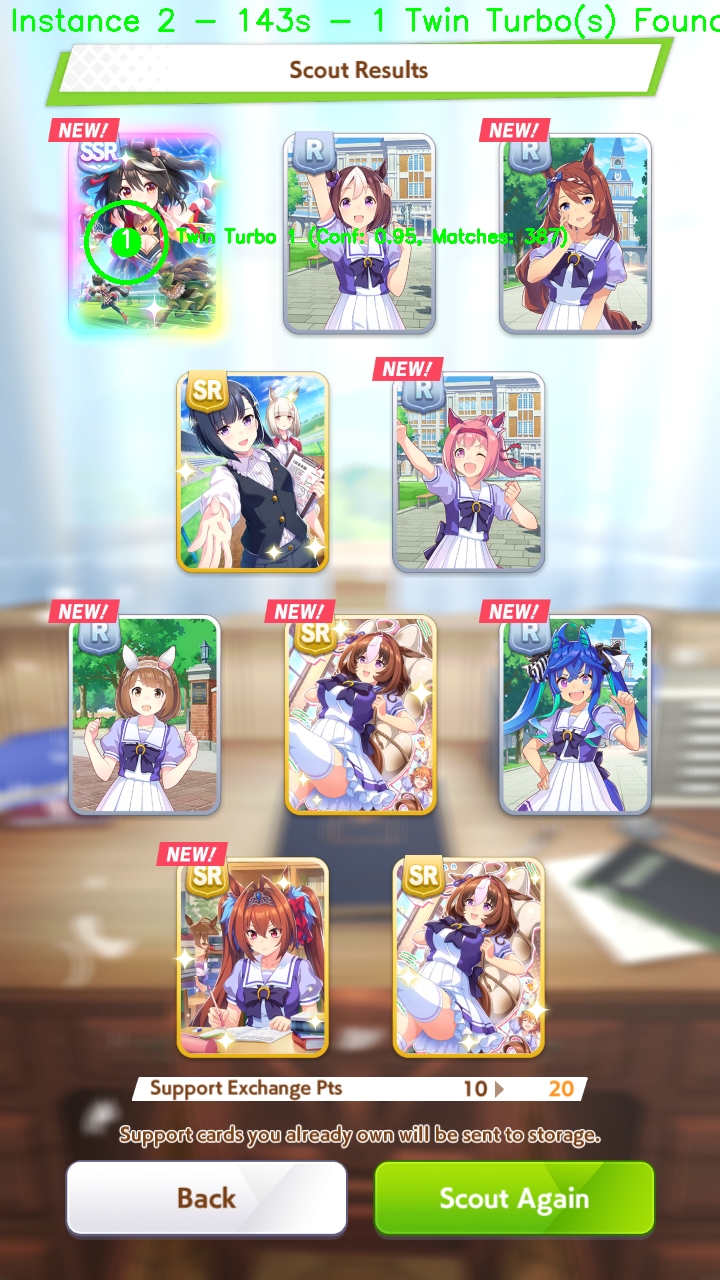 Instance 2 - 143s - 1 Twin Turbo(s) Found
Scout Results
NEW!
NEW!
SSR
R
R
1
Twin Turbo 1 (Conf: 0.95, Matches: 387)
NEW!
SR
R
NEW!
NEW!
NEW!
R
SR
R
NEW!
SR
SR
Support Exchange Pts 10 20
Support cards you already own will be sent to storage.
Back
Scout Again